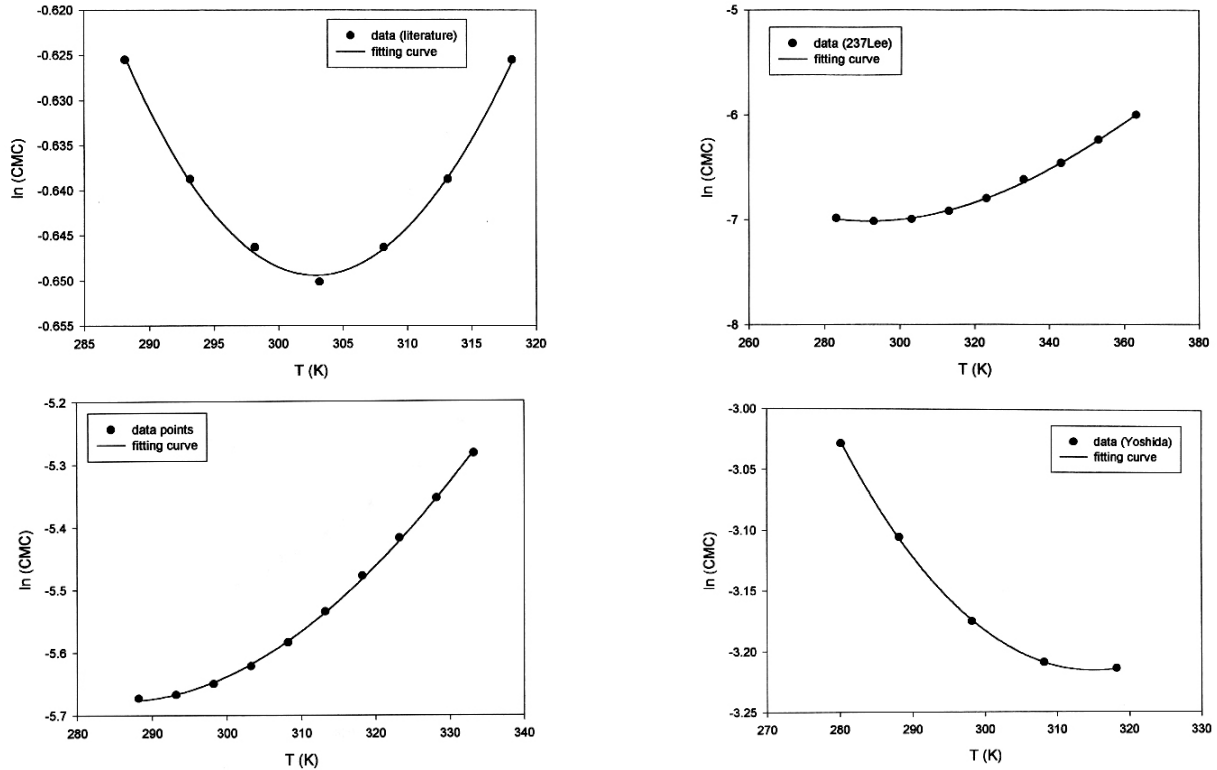 -0.620
-0.625
-0.630
-0.635
-0.640
-0.645
-0.650
-0.655
ln (CMC)
data (literature)
fitting curve
285 290 295 300 305 310 315 320
T (K)
-5
-6
-7
-8
ln (CMC)
data (237Lee)
fitting curve
260 280 300 320 340 360 380
T (K)
-5.2
-5.3
-5.4
-5.5
-5.6
-5.7
ln (CMC)
data points
fitting curve
280 290 300 310 320 330 340
T (K)
-3.00
-3.05
-3.10
-3.15
-3.20
-3.25
ln (CMC)
data (Yoshida)
fitting curve
270 280 290 300 310 320 330
T (K)